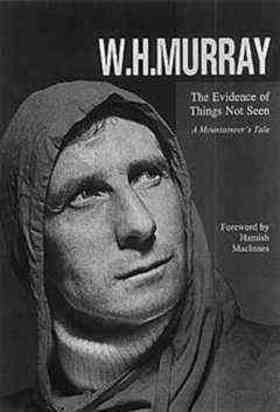 W.H.MURRAY
The Evidence of
Things Not Seen
A Mountaineer's Tale
Foreword by
Hamish
MacInnes